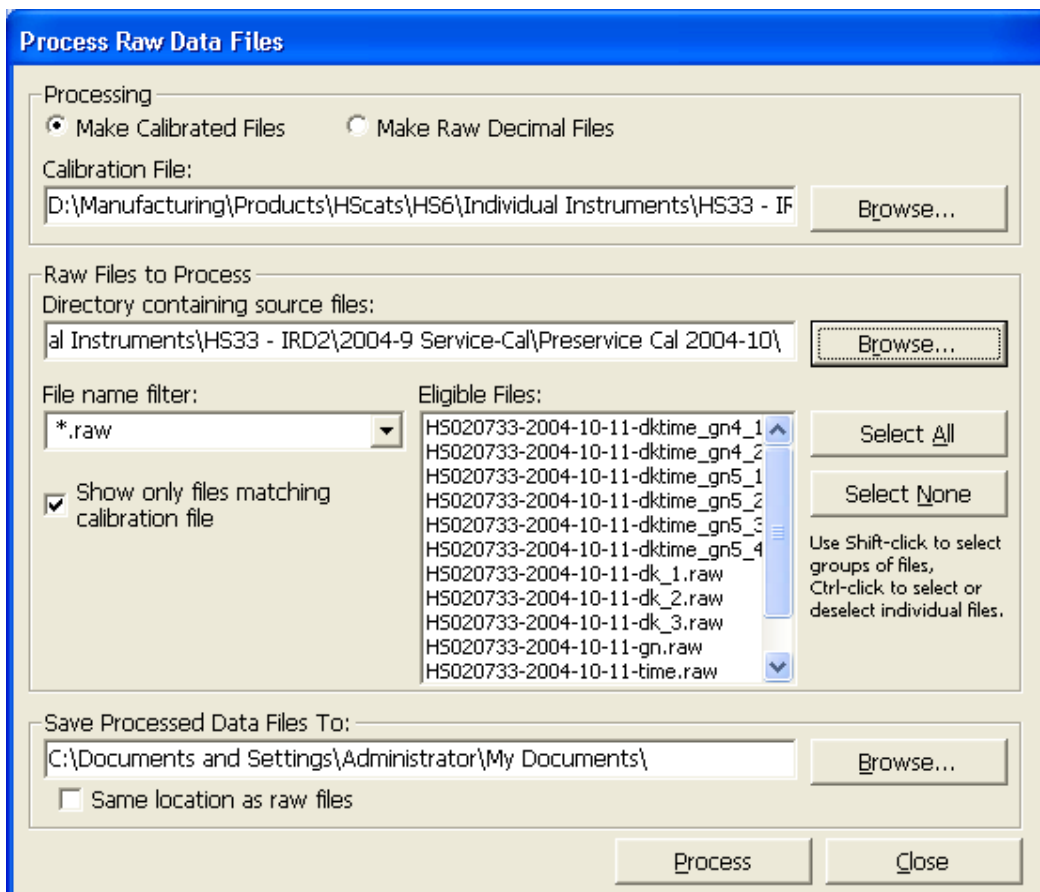 Process Raw Data Files
Processing
Make Calibrated Files
Make Raw Decimal Files
Calibration File:
D:\Manufacturing\Products\HScats\HS6\Individual Instruments\HS33 - IR
Browse...
Raw Files to Process
Directory containing source files:
al Instruments\HS33 - IRD2\2004-9 Service-Cal\Preservice Cal 2004-10\
Browse...
File name filter:
*.raw
Show only files matching
calibration file
Eligible Files:
HS020733-2004-10-11-dktime_gn4_1
HS020733-2004-10-11-dktime_gn4_2
HS020733-2004-10-11-dktime_gn5_1
HS020733-2004-10-11-dktime_gn5_2
HS020733-2004-10-11-dktime_gn5_3
HS020733-2004-10-11-dktime_gn5_4
HS020733-2004-10-11-dk_1.raw
HS020733-2004-10-11-dk_2.raw
HS020733-2004-10-11-dk_3.raw
HS020733-2004-10-11-gn.raw
HS020733-2004-10-11-time.raw
Select All
Select None
Use Shift-click to select
groups of files,
Ctrl-click to select or
deselect individual files.
Save Processed Data Files To:
C:\Documents and Settings\Administrator\My Documents\
Browse...
Same location as raw files
Process
Close